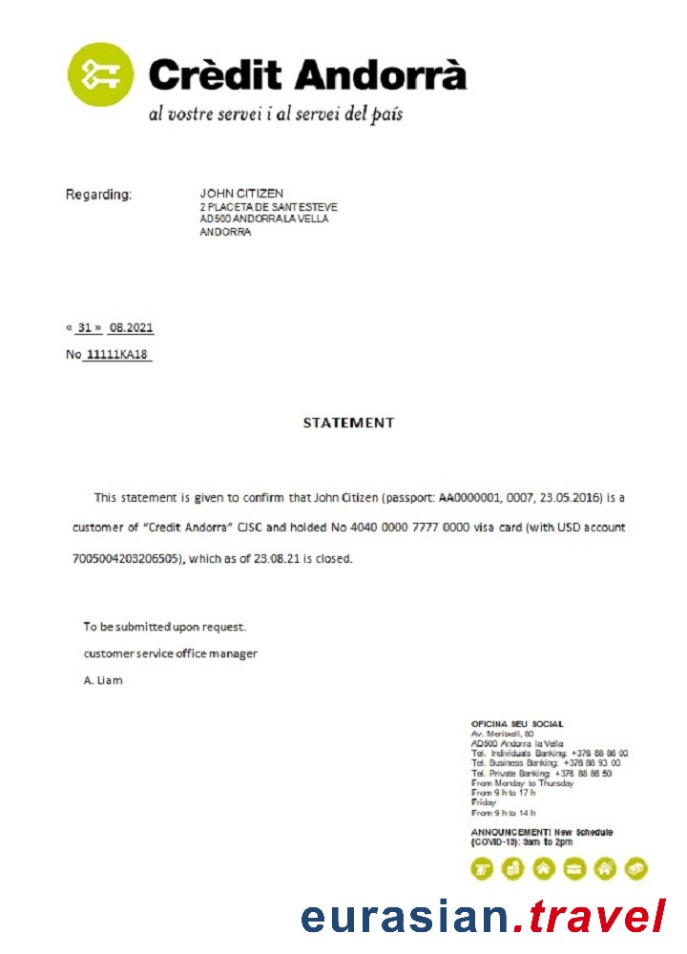 Crèdit Andorrà
al vostre servei i al servei del país
Regarding:
JOHN CITIZEN
2 PLACETA DE SANT ESTEVE
AD500 ANDORRA LA VELLA
ANDORRA
« 31 » 08.2021
No 11111KA18
STATEMENT
This statement is given to confirm that John Citizen (passport: AA0000001, 0007, 23.05.2016) is a
customer of “Credit Andorra” CJSC and holded No 4040 0000 7777 0000 visa card (with USD account
7005004203206505), which as of 23.08.21 is closed.
To be submitted upon request.
customer service office manager
A. Liam
OFICINA SEU SOCIAL
Av. Meritxell, 80
AD500 Andorra la Vella
Tel. Individuals Banking: +376 88 86 00
Tel. Business Banking: +376 88 93 00
Tel. Private Banking: +376 88 86 50
From Monday to Thursday
From 9 h to 17 h
Friday
From 9 h to 14 h
ANNOUNCEMENT! New Schedule
(COVID-19): 8am to 2pm
eurasian.travel